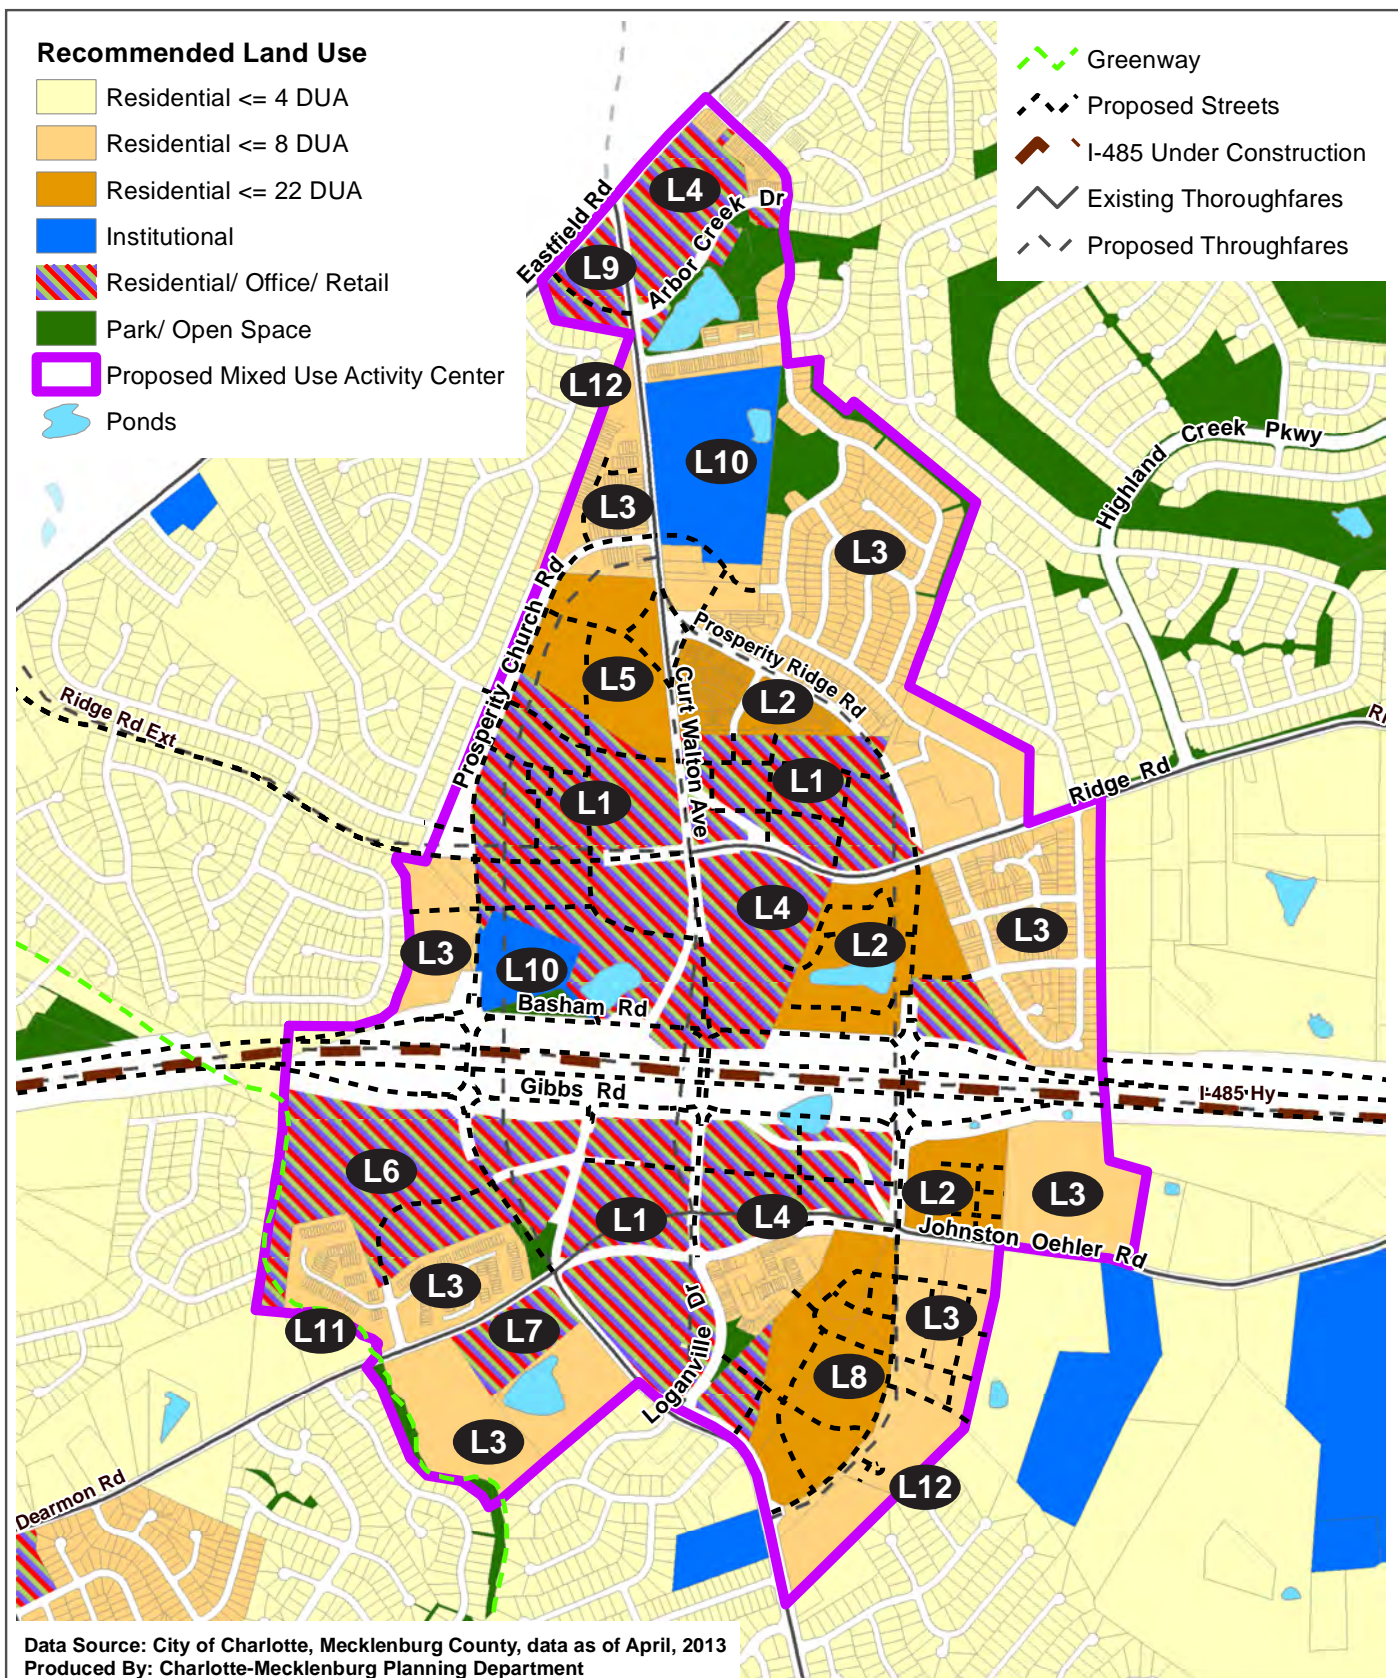 Recommended Land Use
Residential <= 4 DUA
Residential <= 8 DUA
Residential <= 22 DUA
Institutional
Residential/ Office/ Retail
Park/ Open Space
Proposed Mixed Use Activity Center
Ponds
Greenway
Proposed Streets
I-485 Under Construction
Existing Thoroughfares
Proposed Throughfares
L4
Eastfield Rd
Arbor Creek Dr
L9
L12
L10
Highland Creek Pkwy
L3
L3
Prosperity Church Rd
Prosperity Ridge Rd
L5
L2
Curt Walton Ave
Ridge Rd Ext
Ri
L1
L1
Ridge Rd
L4
L3
L2
L3
L10
Basham Rd
Gibbs Rd
I-485 Hy
L6
L2
L3
L1
L4
Johnston Oehler Rd
L3
L3
L11
L7
Loganville Dr
L8
L3
L12
Dearmon Rd
Data Source: City of Charlotte, Mecklenburg County, data as of April, 2013
Produced By: Charlotte-Mecklenburg Planning Department